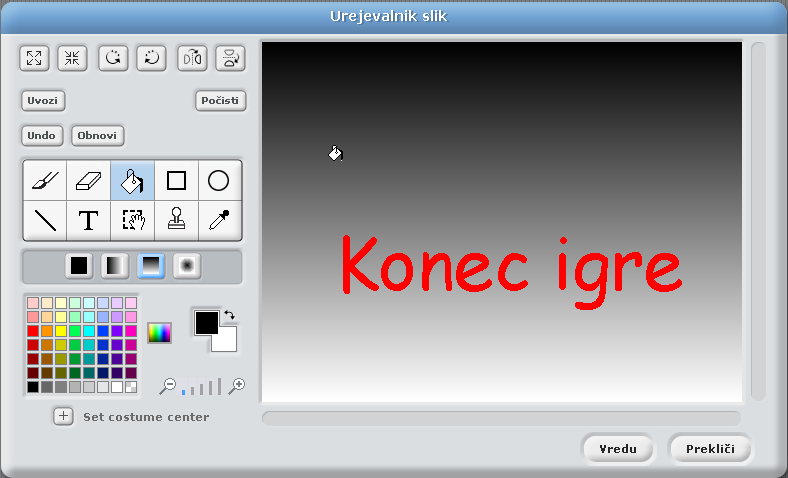 Urejevalnik slik
Uvozi
Počisti
Undo
Obnovi
T
Konec igre
Set costume center
Vredu
Prekliči